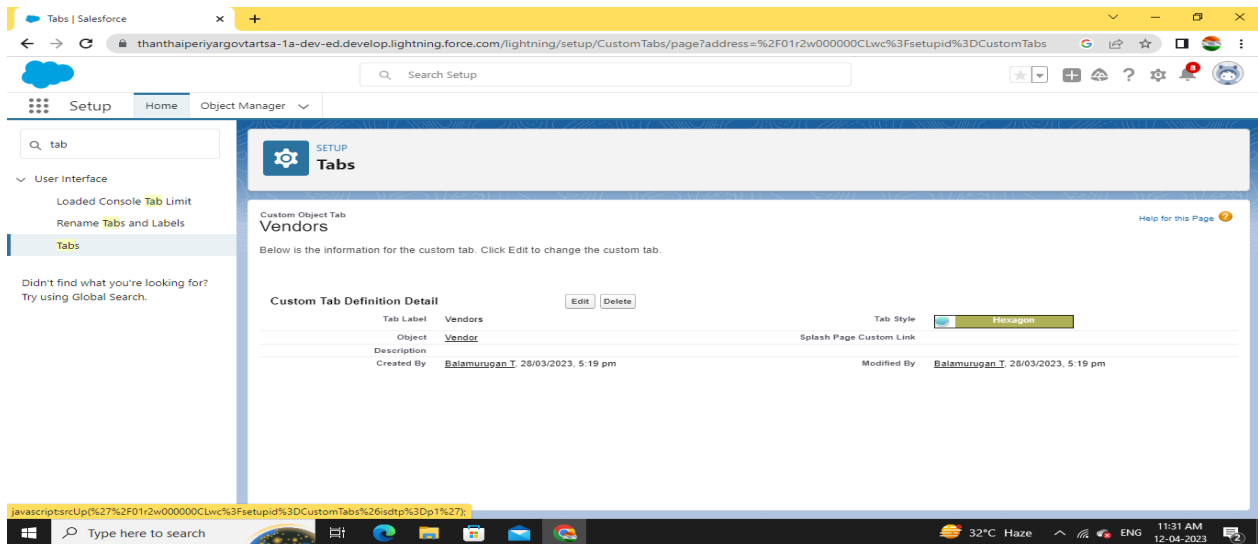 Tabs | Salesforce
thanthaiperiyargovtartsa-1a-dev-ed.develop.lightning.force.com/lightning/setup/CustomTabs/page?address=%2F01r2w000000CLwc%3Fsetupid%3DCustomTabs
Search Setup
8
Setup Home Object Manager
tab
User Interface
Loaded Console Tab Limit
Rename Tabs and Labels
Tabs
Didn't find what you're looking for?
Try using Global Search.
SETUP
Tabs
Custom Object Tab
Vendors
Help for this Page
Below is the information for the custom tab. Click Edit to change the custom tab.
Custom Tab Definition Detail Edit Delete
Tab Label Vendors Tab Style Hexagon
Object Vendor Splash Page Custom Link
Description
Created By Balamurugan T, 28/03/2023, 5:19 pm Modified By Balamurugan T, 28/03/2023, 5:19 pm
javascript:srcUp(%27%2F01r2w000000CLwc%3Fsetupid%3DCustomTabs%26isdtp%3Dp1%27);
Type here to search
32°C Haze ENG
11:31 AM
12-04-2023
2